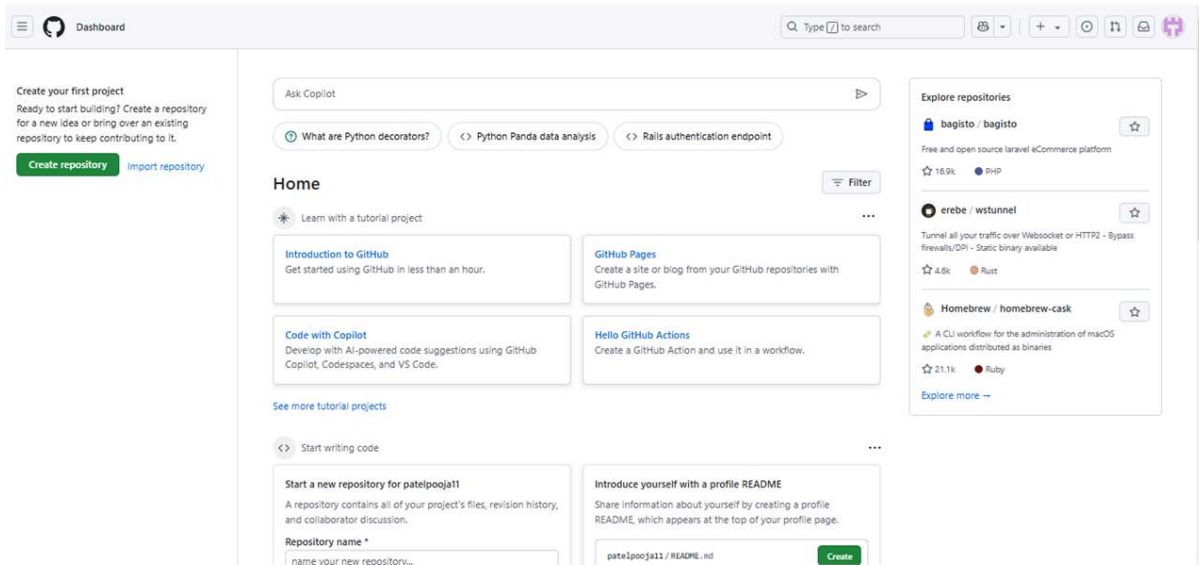 Dashboard
Type / to search
Create your first project
Ready to start building? Create a repository
for a new idea or bring over an existing
repository to keep contributing to it.
Create repository
Import repository
Ask Copilot
What are Python decorators?
Python Panda data analysis
Rails authentication endpoint
Home
Filter
Learn with a tutorial project
Introduction to GitHub
Get started using GitHub in less than an hour.
GitHub Pages
Create a site or blog from your GitHub repositories with
GitHub Pages.
Code with Copilot
Develop with AI-powered code suggestions using GitHub
Copilot, Codespaces, and VS Code.
Hello GitHub Actions
Create a GitHub Action and use it in a workflow.
See more tutorial projects
Start writing code
Start a new repository for patelpooja11
A repository contains all of your project's files, revision history,
and collaborator discussion.
Repository name *
name your new repository...
Introduce yourself with a profile README
Share information about yourself by creating a profile
README, which appears at the top of your profile page.
patelpooja11 / README.md
Create
Explore repositories
bagisto / bagisto
Free and open source laravel eCommerce platform
16.9k
PHP
erebe / wstunnel
Tunnel all your traffic over Websocket or HTTP2 - Bypass
firewalls/DPI - Static binary available
4.6k
Rust
Homebrew / homebrew-cask
A CLI workflow for the administration of macOS
applications distributed as binaries
21.1k
Ruby
Explore more →